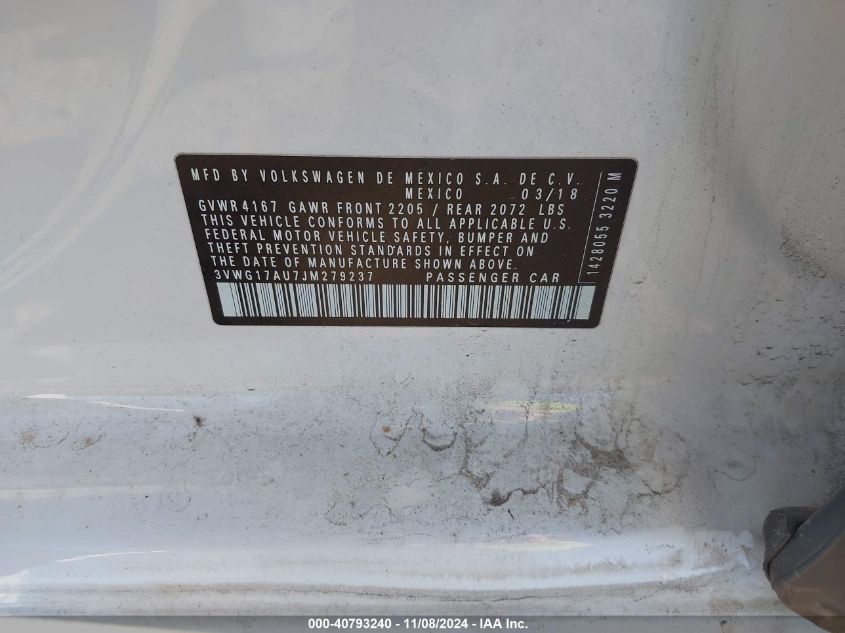 MFD BY VOLKSWAGEN DE MEXICO S.A. DE C.V.
MEXICO 03/18
GVWR 4167 GAWR FRONT 2205 / REAR 2072 LBS
THIS VEHICLE CONFORMS TO ALL APPLICABLE U.S.
FEDERAL MOTOR VEHICLE SAFETY, BUMPER AND
THEFT PREVENTION STANDARDS IN EFFECT ON
THE DATE OF MANUFACTURE SHOWN ABOVE.
3VWG17AU7JM279237 PASSENGER CAR
1428055 3220 M
000-40793240 - 11/08/2024 - IAA Inc.